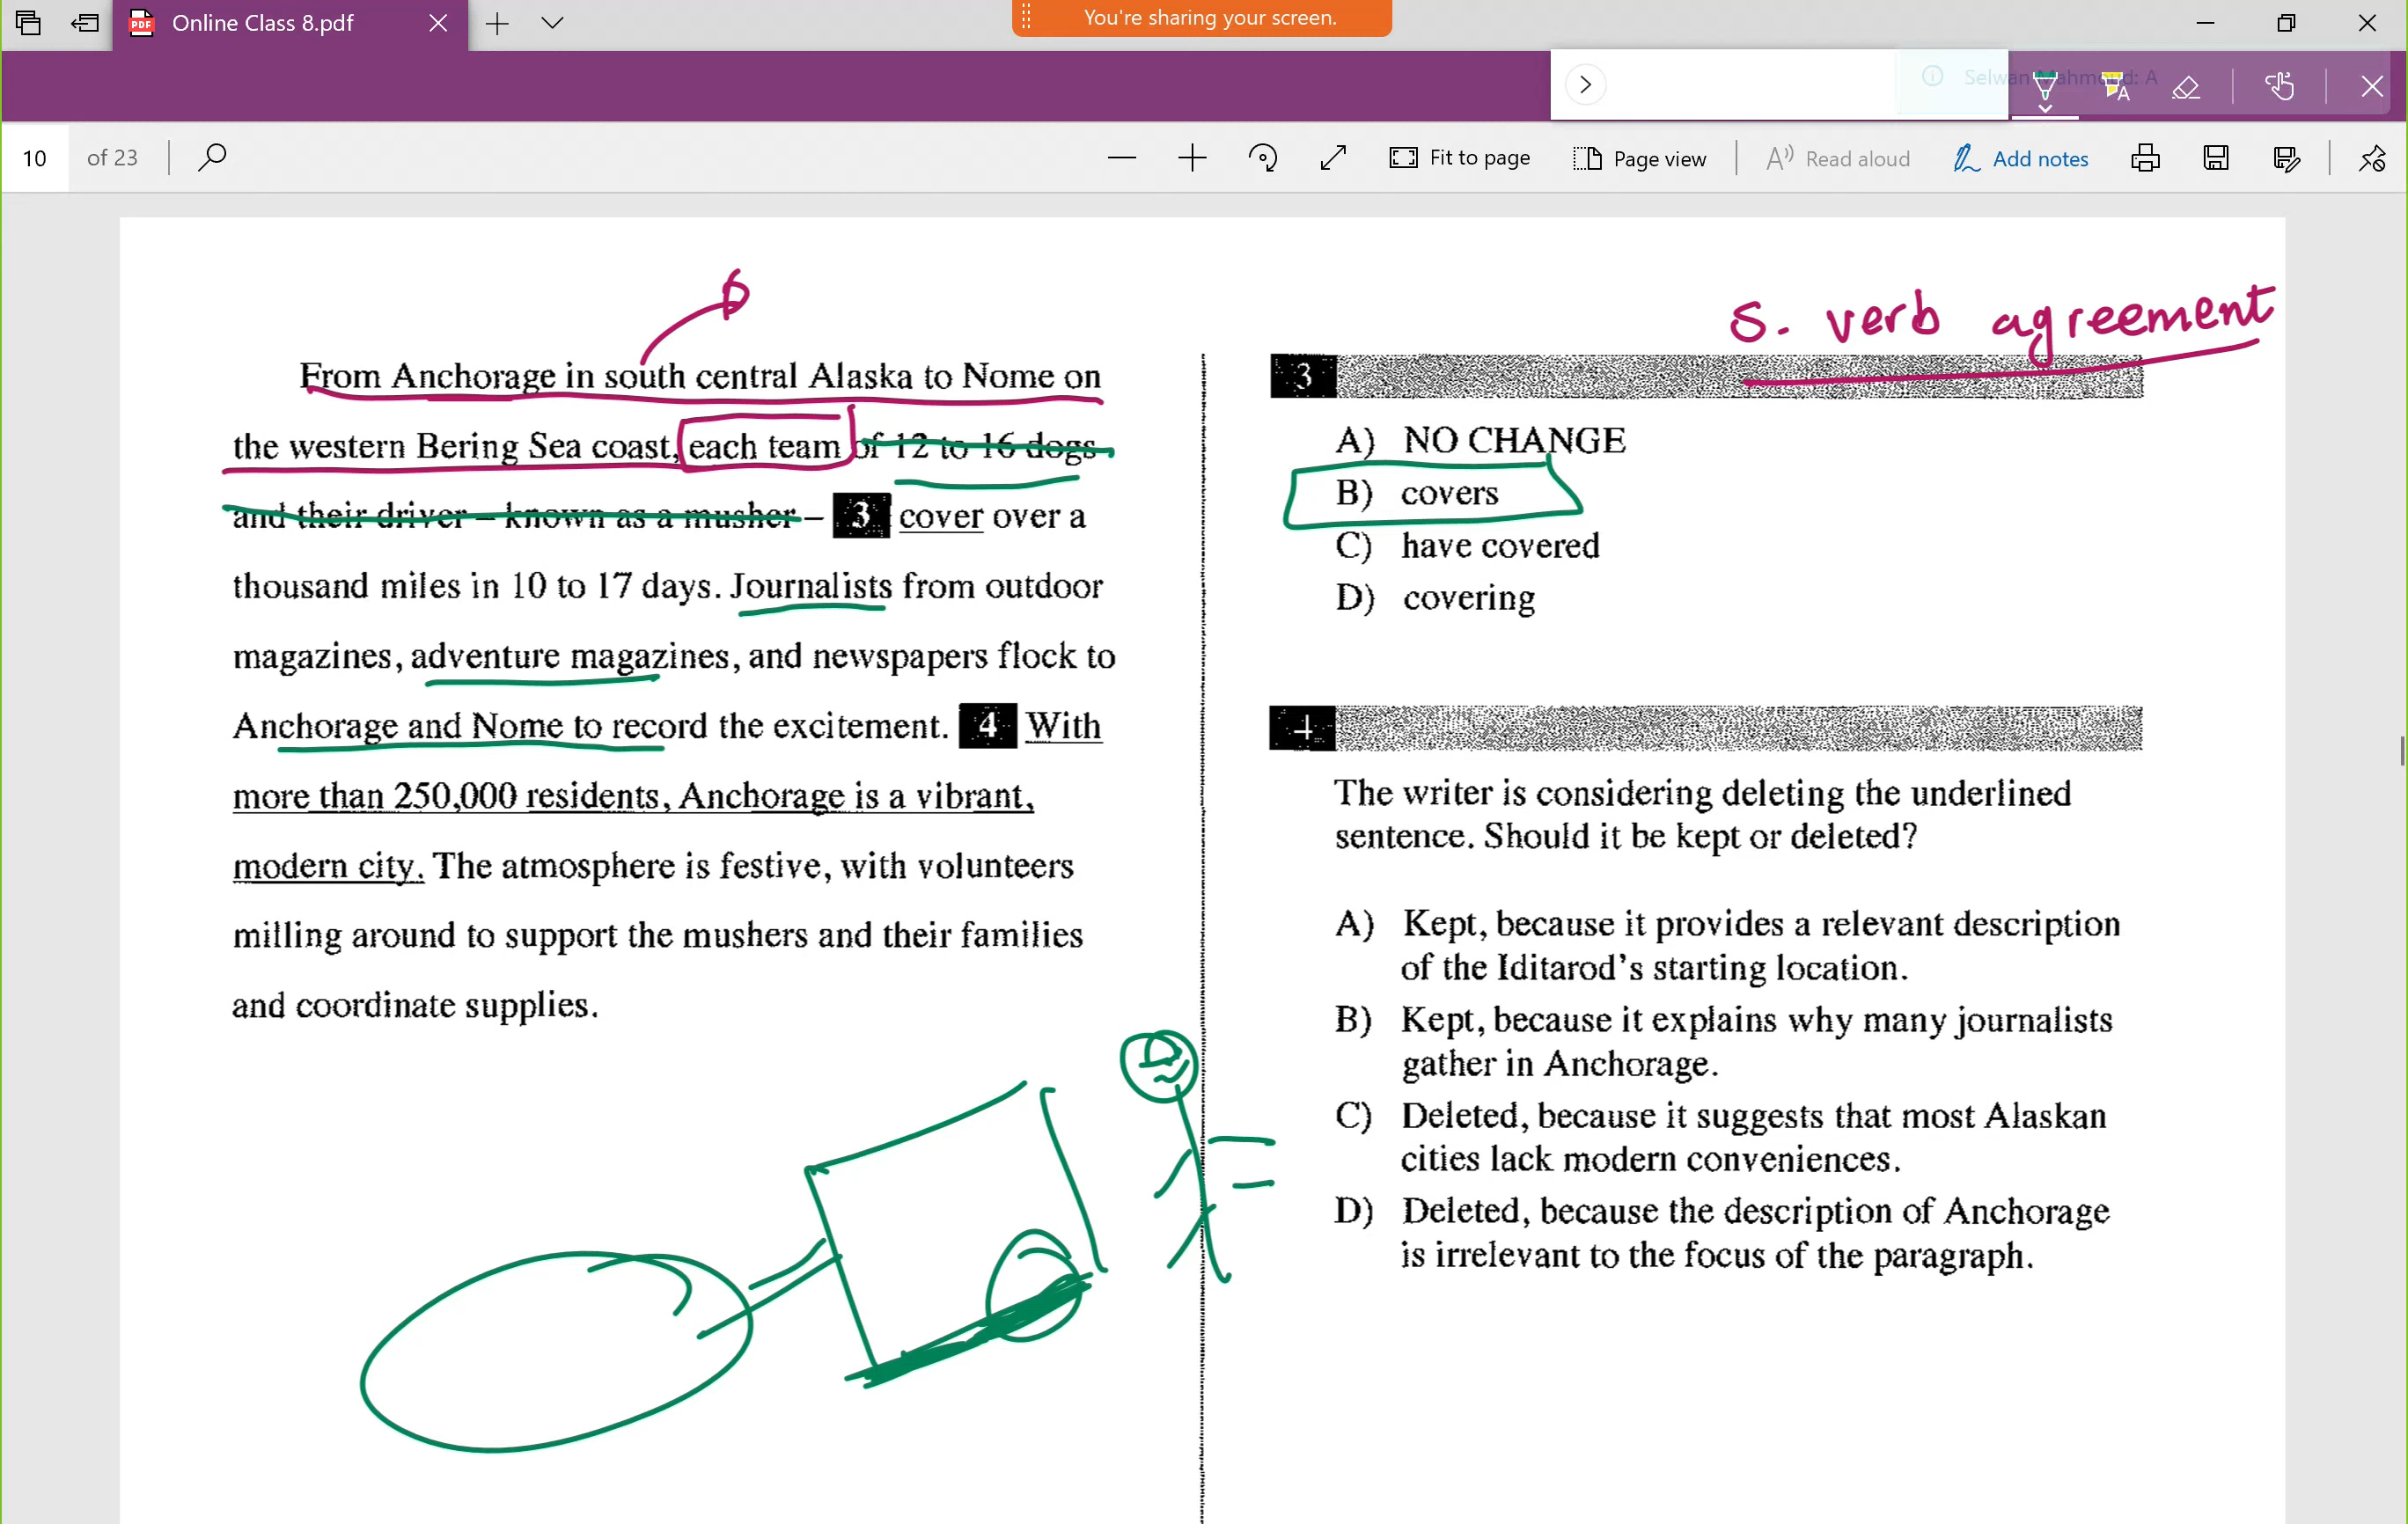 Online Class 8.pdf
You're sharing your screen.
10 of 23
Fit to page
Page view
Read aloud
Add notes
S. verb agreement
From Anchorage in south central Alaska to Nome on
the western Bering Sea coast, each team of 12 to 16 dogs
and their driver – known as a musher – 3 cover over a
thousand miles in 10 to 17 days. Journalists from outdoor
magazines, adventure magazines, and newspapers flock to
Anchorage and Nome to record the excitement. 4 With
more than 250,000 residents, Anchorage is a vibrant,
modern city. The atmosphere is festive, with volunteers
milling around to support the mushers and their families
and coordinate supplies.
3
A) NO CHANGE
B) covers
C) have covered
D) covering
4
The writer is considering deleting the underlined
sentence. Should it be kept or deleted?
A) Kept, because it provides a relevant description
of the Iditarod's starting location.
B) Kept, because it explains why many journalists
gather in Anchorage.
C) Deleted, because it suggests that most Alaskan
cities lack modern conveniences.
D) Deleted, because the description of Anchorage
is irrelevant to the focus of the paragraph.